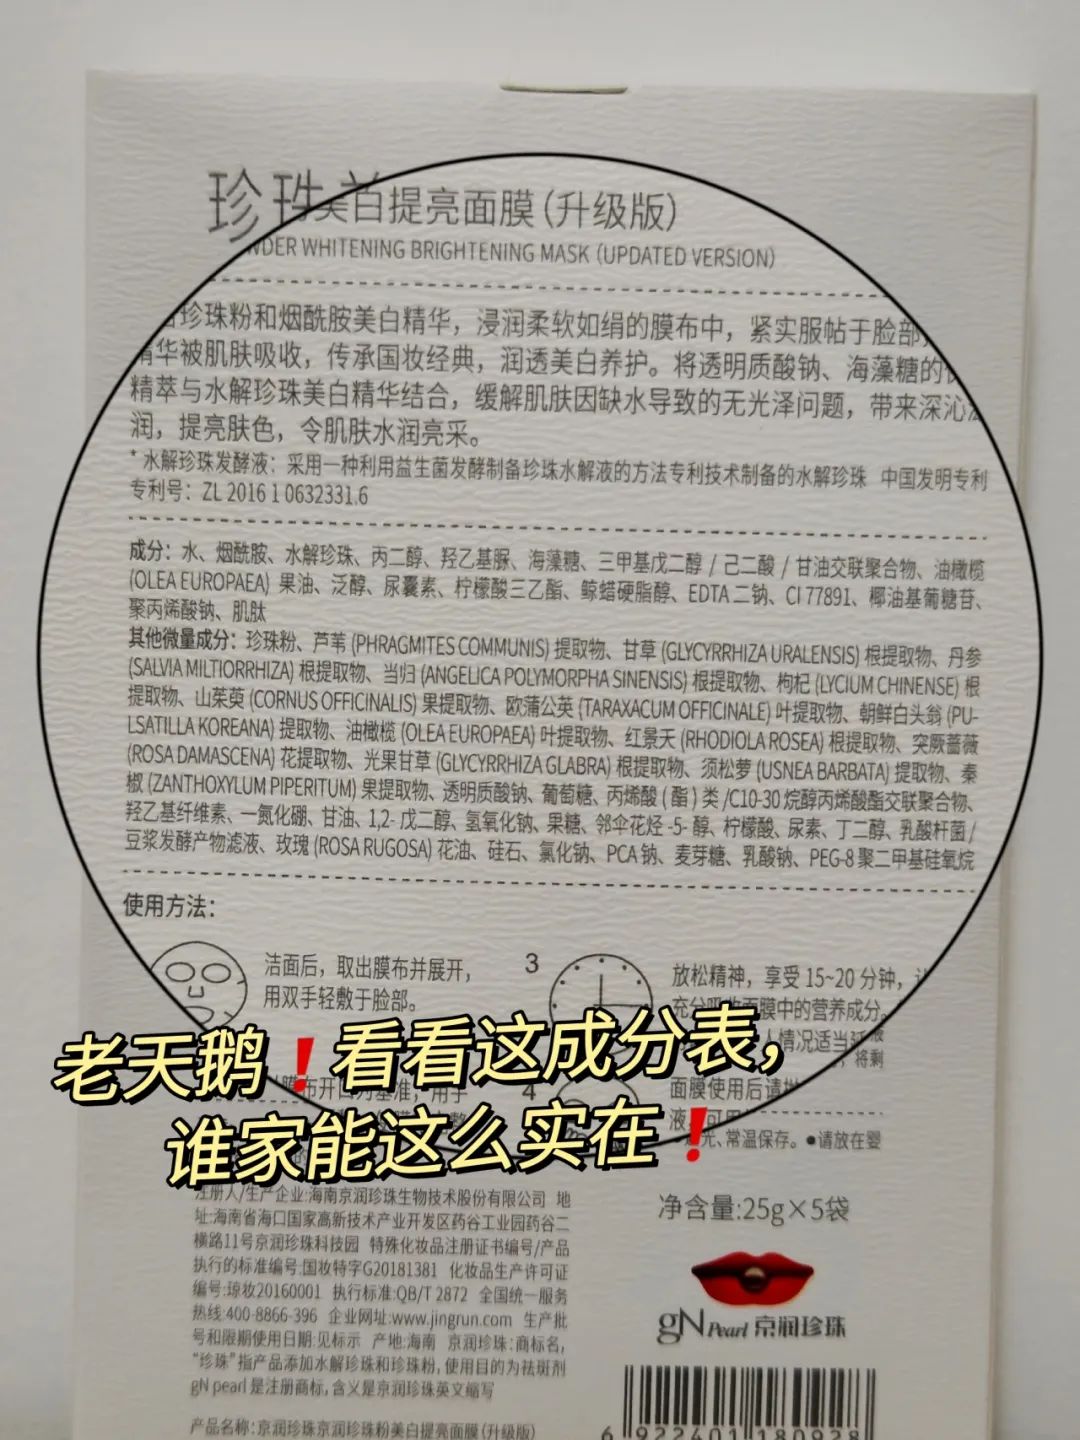 珍珠美白提亮面膜(升级版)
WDER WHITENING BRIGHTENING MASK (UPDATED VERSION)
珍珠粉和烟酰胺美白精华，浸润柔软如绢的膜布中，紧实服帖于脸部
精华被肌肤吸收，传承国妆经典，润透美白养护。将透明质酸钠、海藻糖的
精萃与水解珍珠美白精华结合，缓解肌肤因缺水导致的无光泽问题，带来深沁
润，提亮肤色，令肌肤水润亮采。
*水解珍珠发酵液：采用一种利用益生菌发酵制备珍珠水解液的方法专利技术制备的水解珍珠 中国发明专利
专利号：ZL 2016 1 0632331.6
成分：水、烟酰胺、水解珍珠、丙二醇、羟乙基脲、海藻糖、三甲基戊二醇 / 己二酸 / 甘油交联聚合物、油橄榄
(OLEA EUROPAEA) 果油、泛醇、尿囊素、柠檬酸三乙酯、鲸蜡硬脂醇、EDTA 二钠、CI 77891、椰油基葡糖苷、
聚丙烯酸钠、肌肽
其他微量成分：珍珠粉、芦苇 (PHRAGMITES COMMUNIS) 提取物、甘草 (GLYCYRRHIZA URALENSIS) 根提取物、丹参
(SALVIA MILTIORRHIZA) 根提取物、当归 (ANGELICA POLYMORPHA SINENSIS) 根提取物、枸杞 (LYCIUM CHINENSE) 根
提取物、山茱萸 (CORNUS OFFICINALIS) 果提取物、欧蒲公英 (TARAXACUM OFFICINALE) 叶提取物、朝鲜白头翁 (PU-
LSATILLA KOREANA) 提取物、油橄榄 (OLEA EUROPAEA) 叶提取物、红景天 (RHODIOLA ROSEA) 根提取物、突厥蔷薇
(ROSA DAMASCENA) 花提取物、光果甘草 (GLYCYRRHIZA GLABRA) 根提取物、须松萝 (USNEA BARBATA) 提取物、秦
椒 (ZANTHOXYLUM PIPERITUM) 果提取物、透明质酸钠、葡萄糖、丙烯酸 ( 酯 ) 类 /C10-30 烷醇丙烯酸酯交联聚合物、
羟乙基纤维素、一氮化硼、甘油、1,2- 戊二醇、氢氧化钠、果糖、邻伞花烃 -5- 醇、柠檬酸、尿素、丁二醇、乳酸杆菌 /
豆浆发酵产物滤液、玫瑰 (ROSA RUGOSA) 花油、硅石、氯化钠、PCA 钠、麦芽糖、乳酸钠、PEG-8 聚二甲基硅氧烷
使用方法：
洁面后，取出膜布并展开，
用双手轻敷于脸部。
3
放松精神，享受 15~20 分钟，
充分吸收面膜中的营养成分。
人情况适当延
将剩
老天鹅❗看看这成分表，
谁家能这么实在❗
4
面膜使用后请
液
光、常温保存。●请放在婴
注册人/生产企业:海南京润珍珠生物技术股份有限公司 地
址:海南省海口国家高新技术产业开发区药谷工业园药谷二
横路11号京润珍珠科技园 特殊化妆品注册证书编号/产品
执行的标准编号:国妆特字G20181381 化妆品生产许可证
编号:琼妆20160001 执行标准:QB/T 2872 全国统一服务
热线:400-8866-396 企业网址:www.jingrun.com 生产批
号和限期使用日期:见标示 产地:海南 京润珍珠:商标名,
“珍珠”指产品添加水解珍珠和珍珠粉,使用目的为祛斑剂
gN pearl 是注册商标,含义是京润珍珠英文缩写
产品名称:京润珍珠京润珍珠粉美白提亮面膜(升级版)
净含量:25g×5袋
gN Pearl 京润珍珠
6 922401 180928